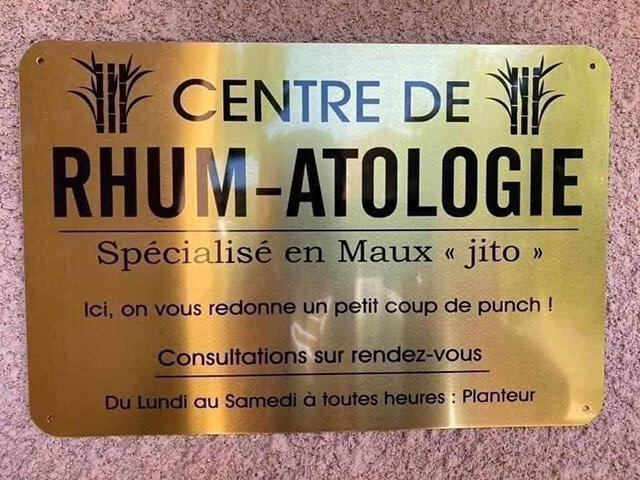 CENTRE DE
RHUM-ATOLOGIE
Spécialisé en Maux « jito »
Ici, on vous redonne un petit coup de punch !
Consultations sur rendez-vous
Du Lundi au Samedi à toutes heures : Planteur